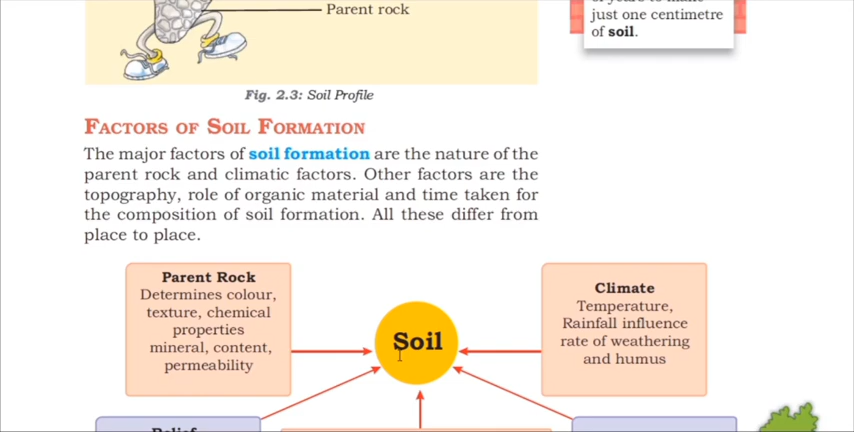 Parent rock
just one centimetre
of soil.
Fig. 2.3: Soil Profile
FACTORS OF SOIL FORMATION
The major factors of soil formation are the nature of the
parent rock and climatic factors. Other factors are the
topography, role of organic material and time taken for
the composition of soil formation. All these differ from
place to place.
Parent Rock
Determines colour,
texture, chemical
properties
mineral, content,
permeability
Soil
Climate
Temperature,
Rainfall influence
rate of weathering
and humus